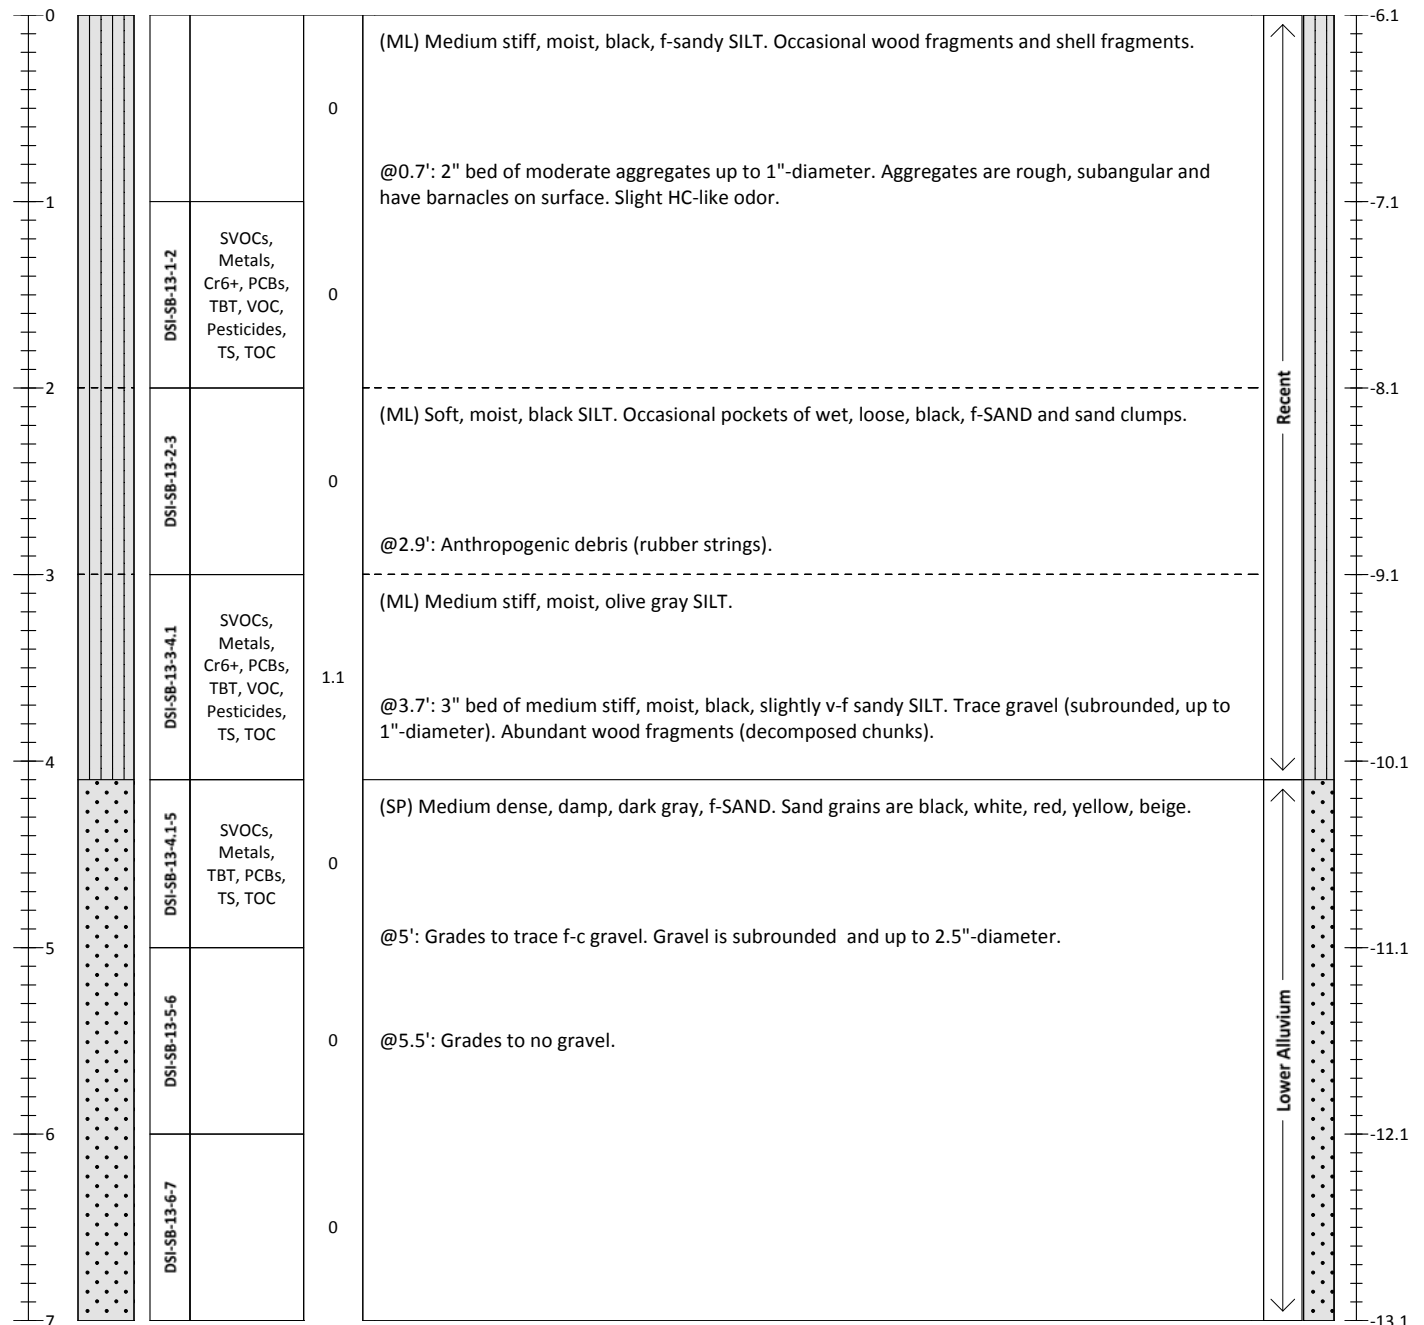 0
1
2
3
4
5
6
7
DSI-SB-13-1-2
DSI-SB-13-2-3
DSI-SB-13-3-4.1
DSI-SB-13-4.1-5
DSI-SB-13-5-6
DSI-SB-13-6-7
SVOCs,
Metals,
Cr6+, PCBs,
TBT, VOC,
Pesticides,
TS, TOC
SVOCs,
Metals,
Cr6+, PCBs,
TBT, VOC,
Pesticides,
TS, TOC
SVOCs,
Metals,
TBT, PCBs,
TS, TOC
0
0
0
1.1
0
0
0
(ML) Medium stiff, moist, black, f-sandy SILT. Occasional wood fragments and shell fragments.
@0.7': 2" bed of moderate aggregates up to 1"-diameter. Aggregates are rough, subangular and
have barnacles on surface. Slight HC-like odor.
(ML) Soft, moist, black SILT. Occasional pockets of wet, loose, black, f-SAND and sand clumps.
@2.9': Anthropogenic debris (rubber strings).
(ML) Medium stiff, moist, olive gray SILT.
@3.7': 3" bed of medium stiff, moist, black, slightly v-f sandy SILT. Trace gravel (subrounded, up to
1"-diameter). Abundant wood fragments (decomposed chunks).
(SP) Medium dense, damp, dark gray, f-SAND. Sand grains are black, white, red, yellow, beige.
@5': Grades to trace f-c gravel. Gravel is subrounded  and up to 2.5"-diameter.
@5.5': Grades to no gravel.
Recent
Lower Alluvium
-6.1
-7.1
-8.1
-9.1
-10.1
-11.1
-12.1
-13.1